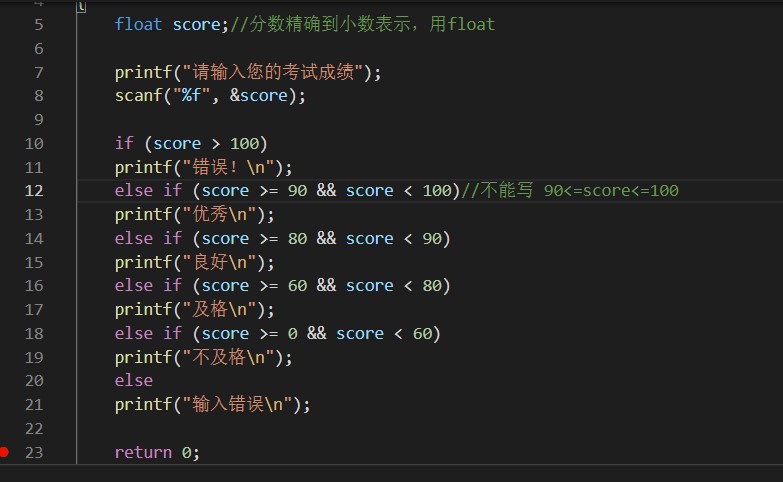 5 float score;//分数精确到小数表示，用float
6
7 printf("请输入您的考试成绩");
8 scanf("%f", &score);
9
10 if (score > 100)
11 printf("错误！\n");
12 else if (score >= 90 && score < 100)//不能写 90<=score<=100
13 printf("优秀\n");
14 else if (score >= 80 && score < 90)
15 printf("良好\n");
16 else if (score >= 60 && score < 80)
17 printf("及格\n");
18 else if (score >= 0 && score < 60)
19 printf("不及格\n");
20 else
21 printf("输入错误\n");
22
23 return 0;